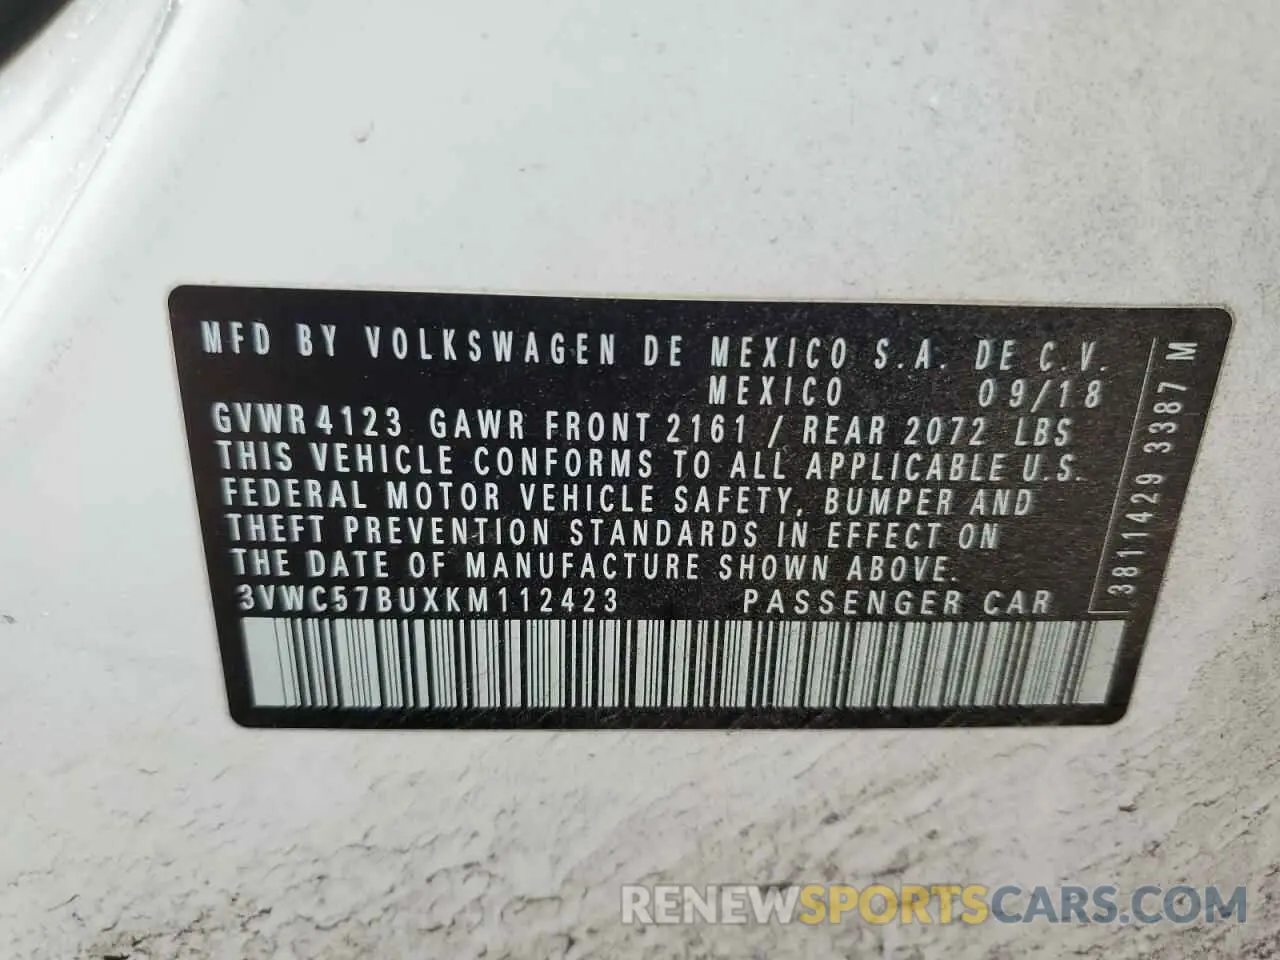 MFD BY VOLKSWAGEN DE MEXICO S.A. DE C.V.
MEXICO 09/18
GVWR 4123 GAWR FRONT 2161 / REAR 2072 LBS
THIS VEHICLE CONFORMS TO ALL APPLICABLE U.S.
FEDERAL MOTOR VEHICLE SAFETY, BUMPER AND
THEFT PREVENTION STANDARDS IN EFFECT ON
THE DATE OF MANUFACTURE SHOWN ABOVE.
3VWC57BUXKM112423 PASSENGER CAR
3811429 3387 M
RENEWSPORTSCARS.COM